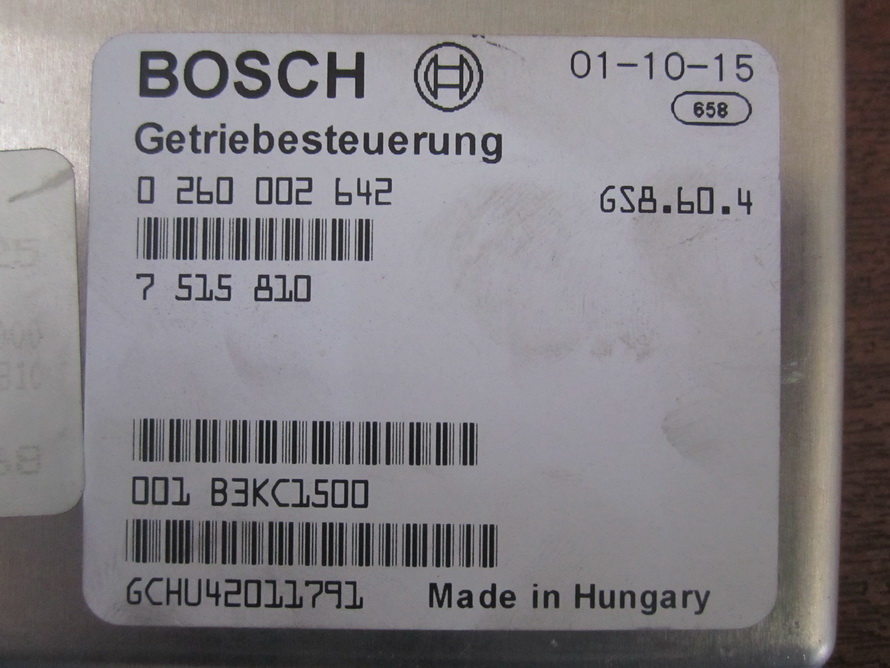 BOSCH
01-10-15
658
Getriebesteuerung
0 260 002 642
GS8.60.4
7 515 810
001 B3KC1500
GCHU42011791
Made in Hungary